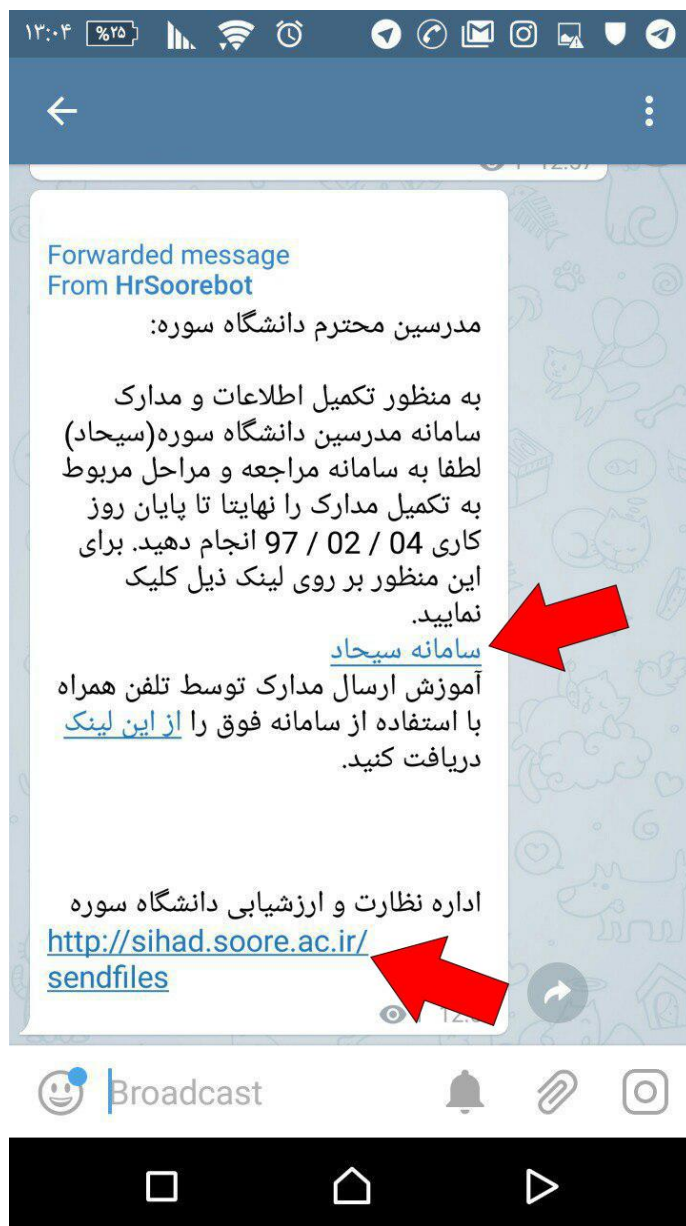 ۱۳:۰۴ %۲۵
Forwarded message
From HrSoorebot
مدرسین محترم دانشگاه سوره:
به منظور تکمیل اطلاعات و مدارک
سامانه مدرسین دانشگاه سوره(سیحاد)
لطفا به سامانه مراجعه و مراحل مربوط
به تکمیل مدارک را نهایتا تا پایان روز
کاری 04 / 02 / 97 انجام دهید. برای
این منظور بر روی لینک ذیل کلیک
نمایید.
سامانه سیحاد
آموزش ارسال مدارک توسط تلفن همراه
با استفاده از سامانه فوق را از این لینک
دریافت کنید.
اداره نظارت و ارزشیابی دانشگاه سوره
http://sihad.soore.ac.ir/
sendfiles
Broadcast